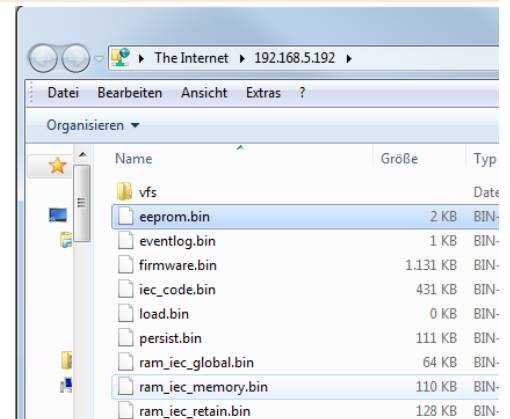 The Internet ▸ 192.168.5.192 ▸
Datei Bearbeiten Ansicht Extras ?
Organisieren ▾
Name Größe Typ
vfs Date
eeprom.bin 2 KB BIN-
eventlog.bin 1 KB BIN-
firmware.bin 1.131 KB BIN-
iec_code.bin 431 KB BIN-
load.bin 0 KB BIN-
persist.bin 111 KB BIN-
ram_iec_global.bin 64 KB BIN-
ram_iec_memory.bin 110 KB BIN-
ram_iec_retain.bin 128 KB BIN-